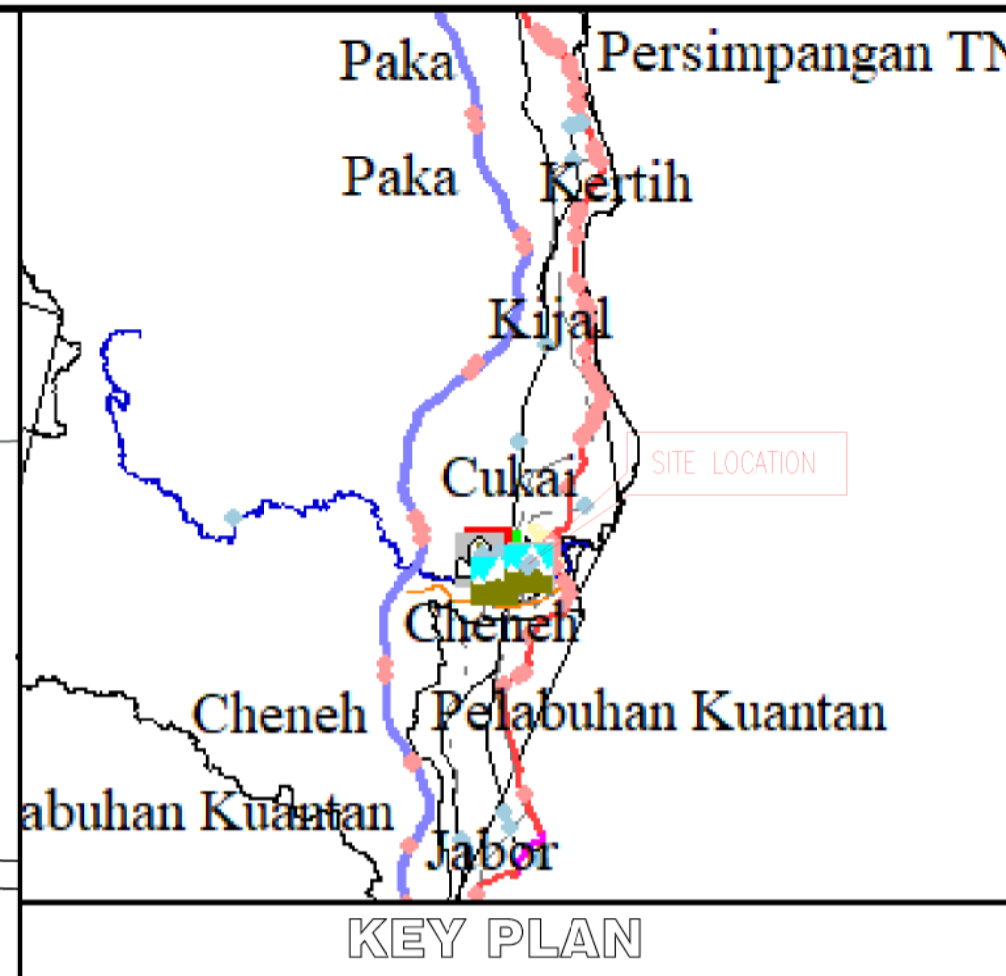 Paka
Persimpangan TN
Paka
Kertih
Kijal
SITE LOCATION
Cukai
Cheneh
Cheneh
Pelabuhan Kuantan
abuhan Kuantan
Jabor
KEY PLAN